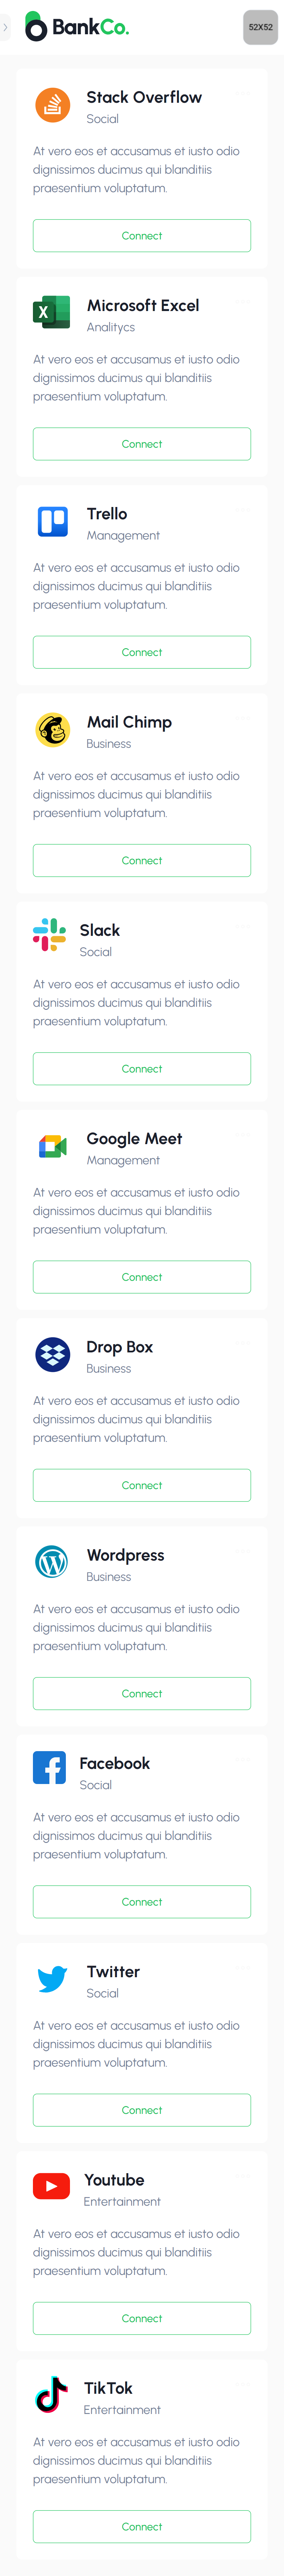 BankCo.
52X52
Stack Overflow
Social
At vero eos et accusamus et iusto odio
dignissimos ducimus qui blanditiis
praesentium voluptatum.
Connect
Microsoft Excel
Analitycs
At vero eos et accusamus et iusto odio
dignissimos ducimus qui blanditiis
praesentium voluptatum.
Connect
Trello
Management
At vero eos et accusamus et iusto odio
dignissimos ducimus qui blanditiis
praesentium voluptatum.
Connect
Mail Chimp
Business
At vero eos et accusamus et iusto odio
dignissimos ducimus qui blanditiis
praesentium voluptatum.
Connect
Slack
Social
At vero eos et accusamus et iusto odio
dignissimos ducimus qui blanditiis
praesentium voluptatum.
Connect
Google Meet
Management
At vero eos et accusamus et iusto odio
dignissimos ducimus qui blanditiis
praesentium voluptatum.
Connect
Drop Box
Business
At vero eos et accusamus et iusto odio
dignissimos ducimus qui blanditiis
praesentium voluptatum.
Connect
Wordpress
Business
At vero eos et accusamus et iusto odio
dignissimos ducimus qui blanditiis
praesentium voluptatum.
Connect
Facebook
Social
At vero eos et accusamus et iusto odio
dignissimos ducimus qui blanditiis
praesentium voluptatum.
Connect
Twitter
Social
At vero eos et accusamus et iusto odio
dignissimos ducimus qui blanditiis
praesentium voluptatum.
Connect
Youtube
Entertainment
At vero eos et accusamus et iusto odio
dignissimos ducimus qui blanditiis
praesentium voluptatum.
Connect
TikTok
Entertainment
At vero eos et accusamus et iusto odio
dignissimos ducimus qui blanditiis
praesentium voluptatum.
Connect